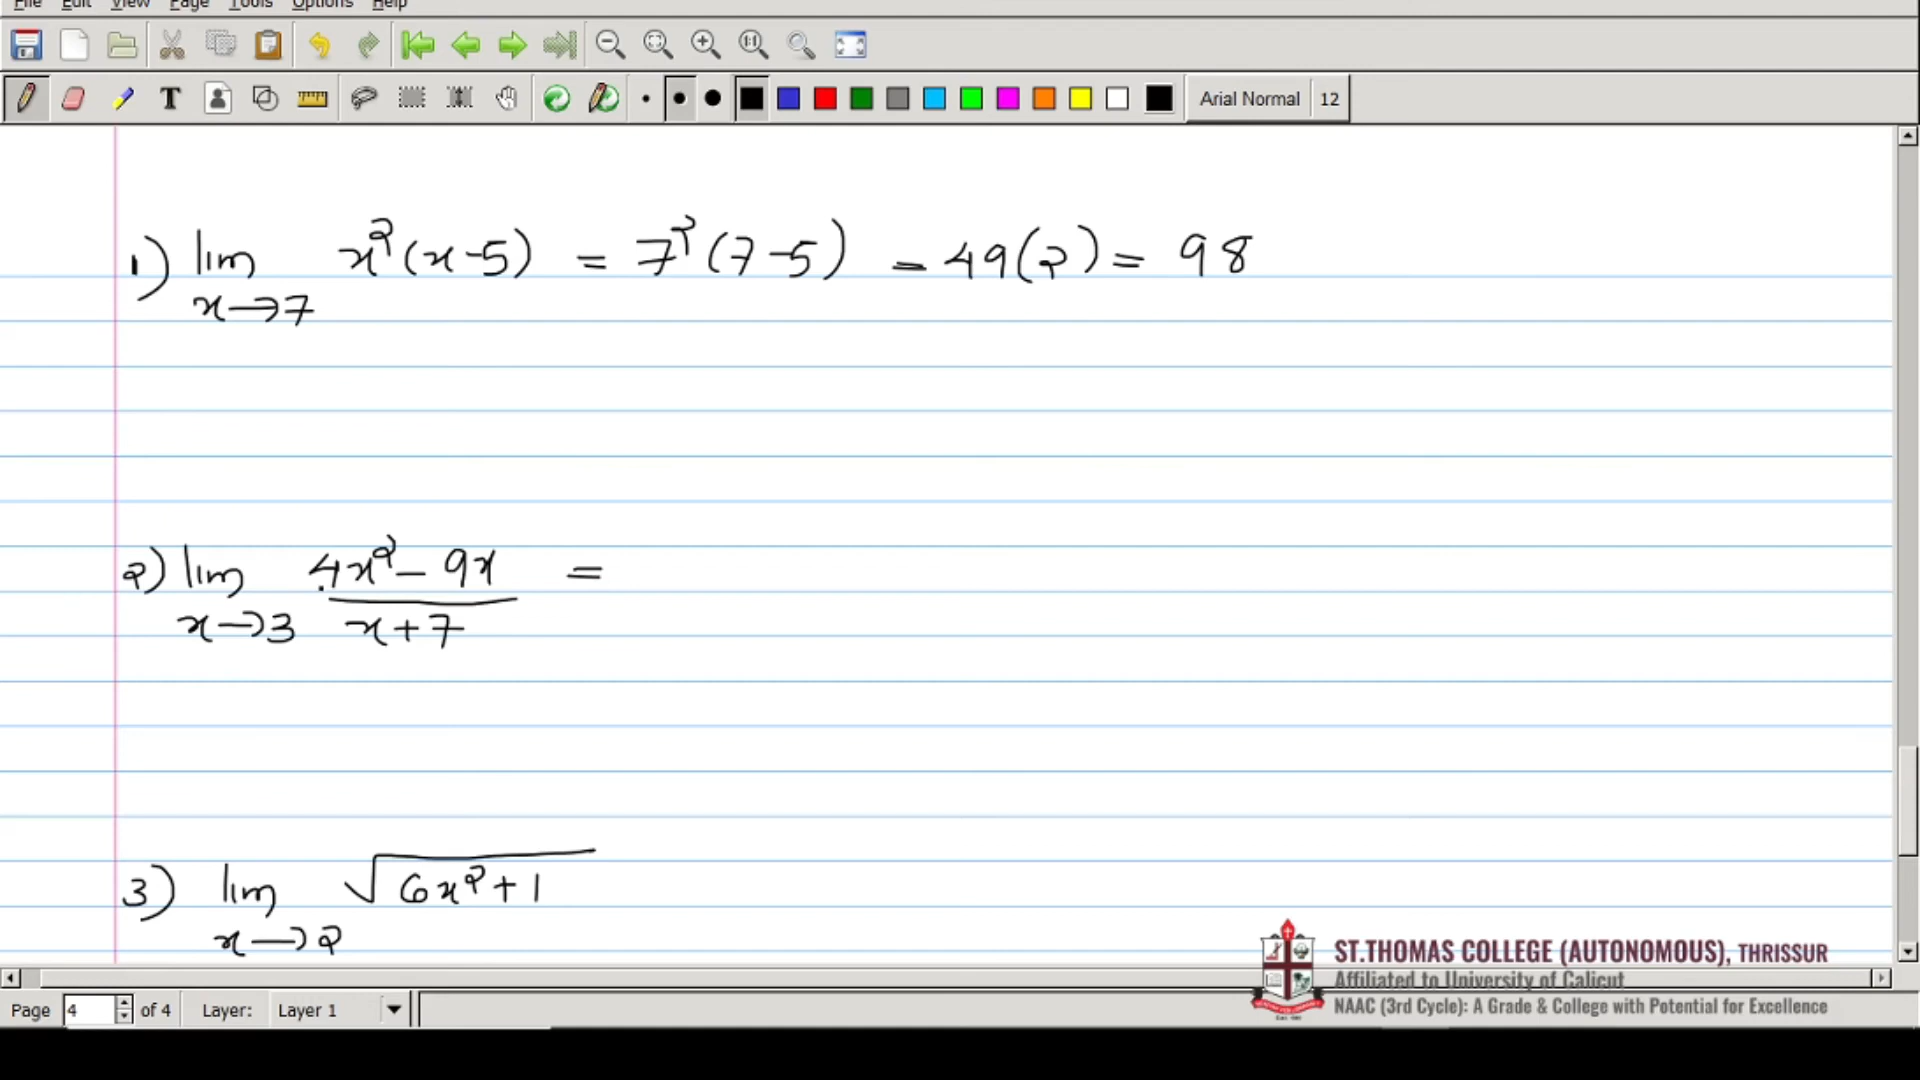 File Edit View Page Tools Options Help
T Arial Normal 12
1) lim x² (x-5) = 7² (7-5) = 49(2) = 98
x→7
2) lim 4x² - 9x =
x→3 x+7
3) lim √6x² + 1
x→2
ST.THOMAS COLLEGE (AUTONOMOUS), THRISSUR
Affiliated to University of Calicut
NAAC (3rd Cycle): A Grade & College with Potential for Excellence
Page 4 of 4 Layer: Layer 1